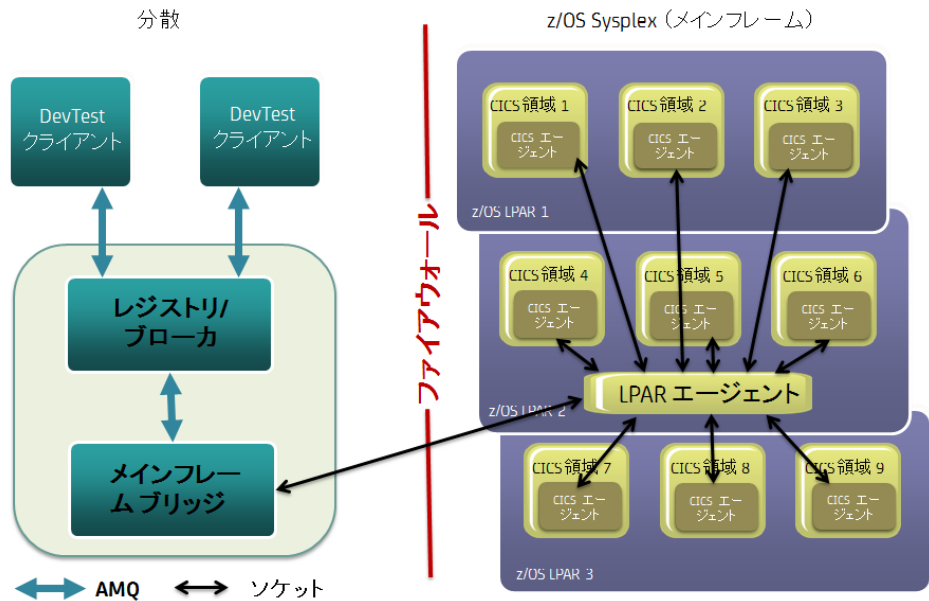 分散
z/OS Sysplex (メインフレーム)
DevTest
クライアント
DevTest
クライアント
レジストリ/
ブローカ
メインフレー
ムブリッジ
AMQ
ソケット
ファイアウォール
CICS 領域 1
CICS エー
ジェント
CICS 領域 2
CICS エー
ジェント
CICS 領域 3
CICS エー
ジェント
z/OS LPAR 1
CICS 領域 4
CICS エー
ジェント
CICS 領域 5
CICS エー
ジェント
CICS 領域 6
CICS エー
ジェント
LPAR エージェント
z/OS LPAR 2
CICS 領域 7
CICS エー
ジェント
CICS 領域 8
CICS エー
ジェント
CICS 領域 9
CICS エー
ジェント
z/OS LPAR 3